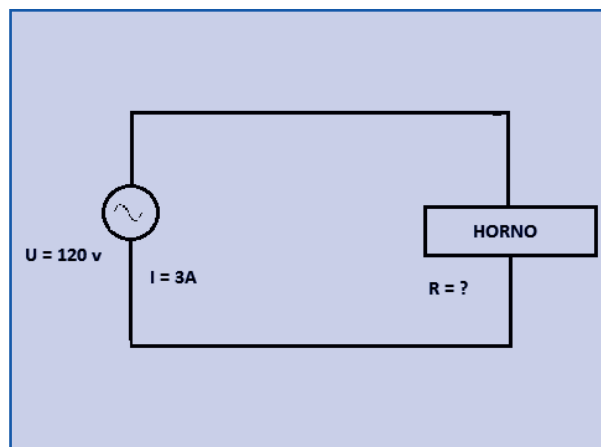 HORNO
U = 120 v
I = 3A
R = ?